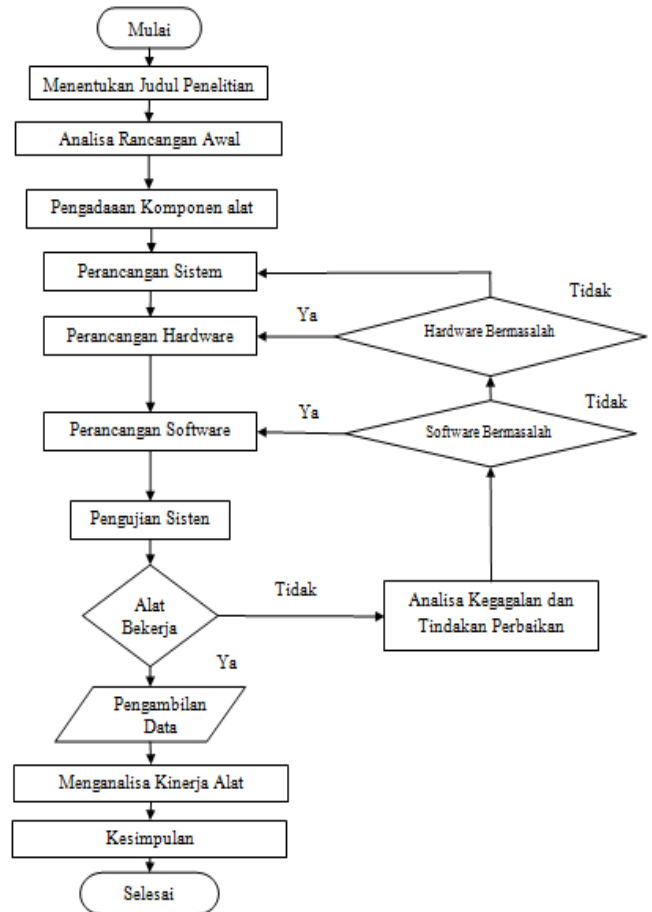 Mulai
Menentukan Judul Penelitian
Analisa Rancangan Awal
Pengadaaan Komponen alat
Perancangan Sistem
Tidak
Ya
Hardware Bermasalah
Perancangan Hardware
Tidak
Ya
Software Bermasalah
Perancangan Software
Pengujian Sisten
Tidak
Alat
Bekerja
Analisa Kegagalan dan
Tindakan Perbaikan
Ya
Pengambilan
Data
Menganalisa Kinerja Alat
Kesimpulan
Selesai